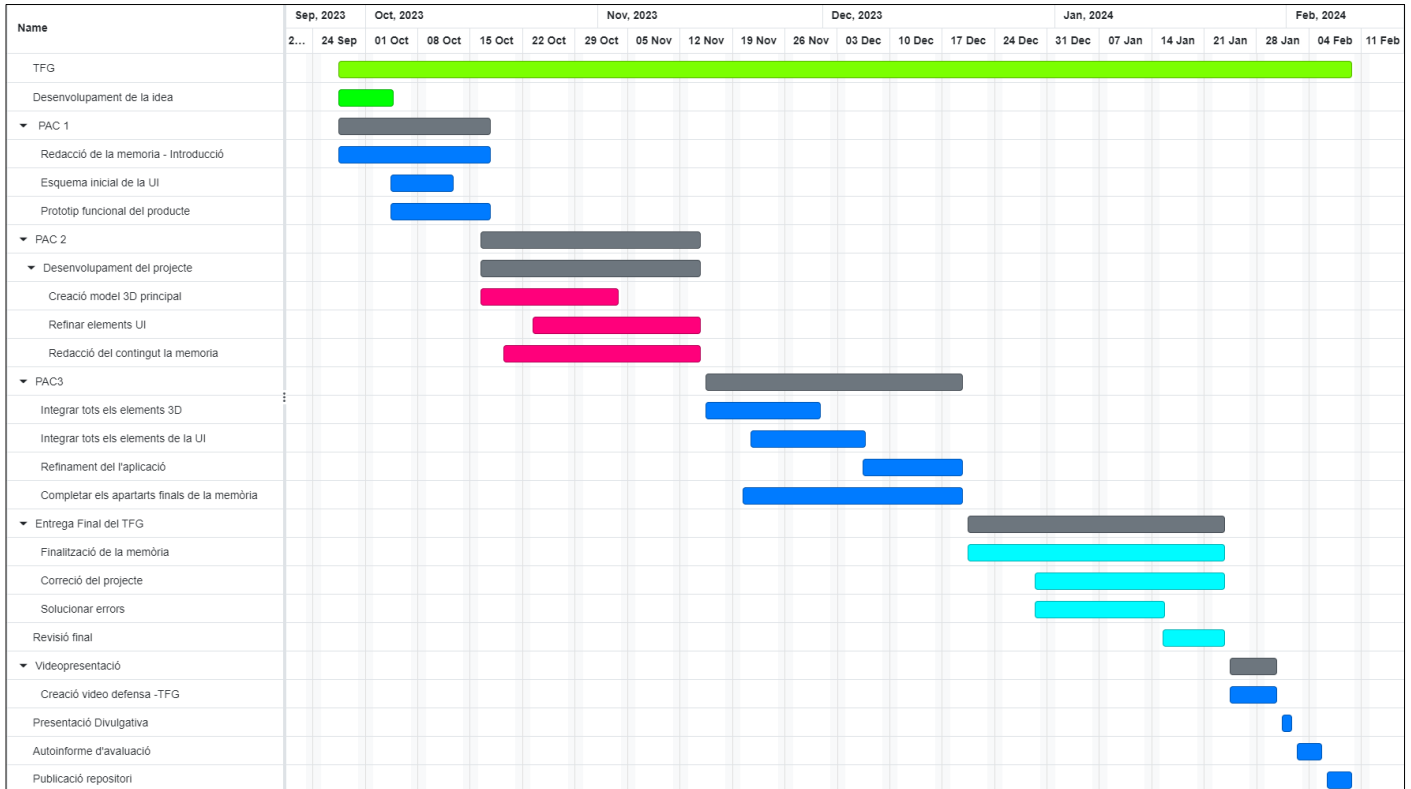 Name
Sep, 2023 Oct, 2023 Nov, 2023 Dec, 2023 Jan, 2024 Feb, 2024
2... 24 Sep 01 Oct 08 Oct 15 Oct 22 Oct 29 Oct 05 Nov 12 Nov 19 Nov 26 Nov 03 Dec 10 Dec 17 Dec 24 Dec 31 Dec 07 Jan 14 Jan 21 Jan 28 Jan 04 Feb 11 Feb
TFG
Desenvolupament de la idea
PAC 1
Redacció de la memoria - Introducció
Esquema inicial de la UI
Prototip funcional del producte
PAC 2
Desenvolupament del projecte
Creació model 3D principal
Refinar elements UI
Redacció del contingut la memoria
PAC3
Integrar tots els elements 3D
Integrar tots els elements de la UI
Refinament del l'aplicació
Completar els apartarts finals de la memòria
Entrega Final del TFG
Finalització de la memòria
Correció del projecte
Solucionar errors
Revisió final
Videopresentació
Creació video defensa -TFG
Presentació Divulgativa
Autoinforme d'avaluació
Publicació repositori